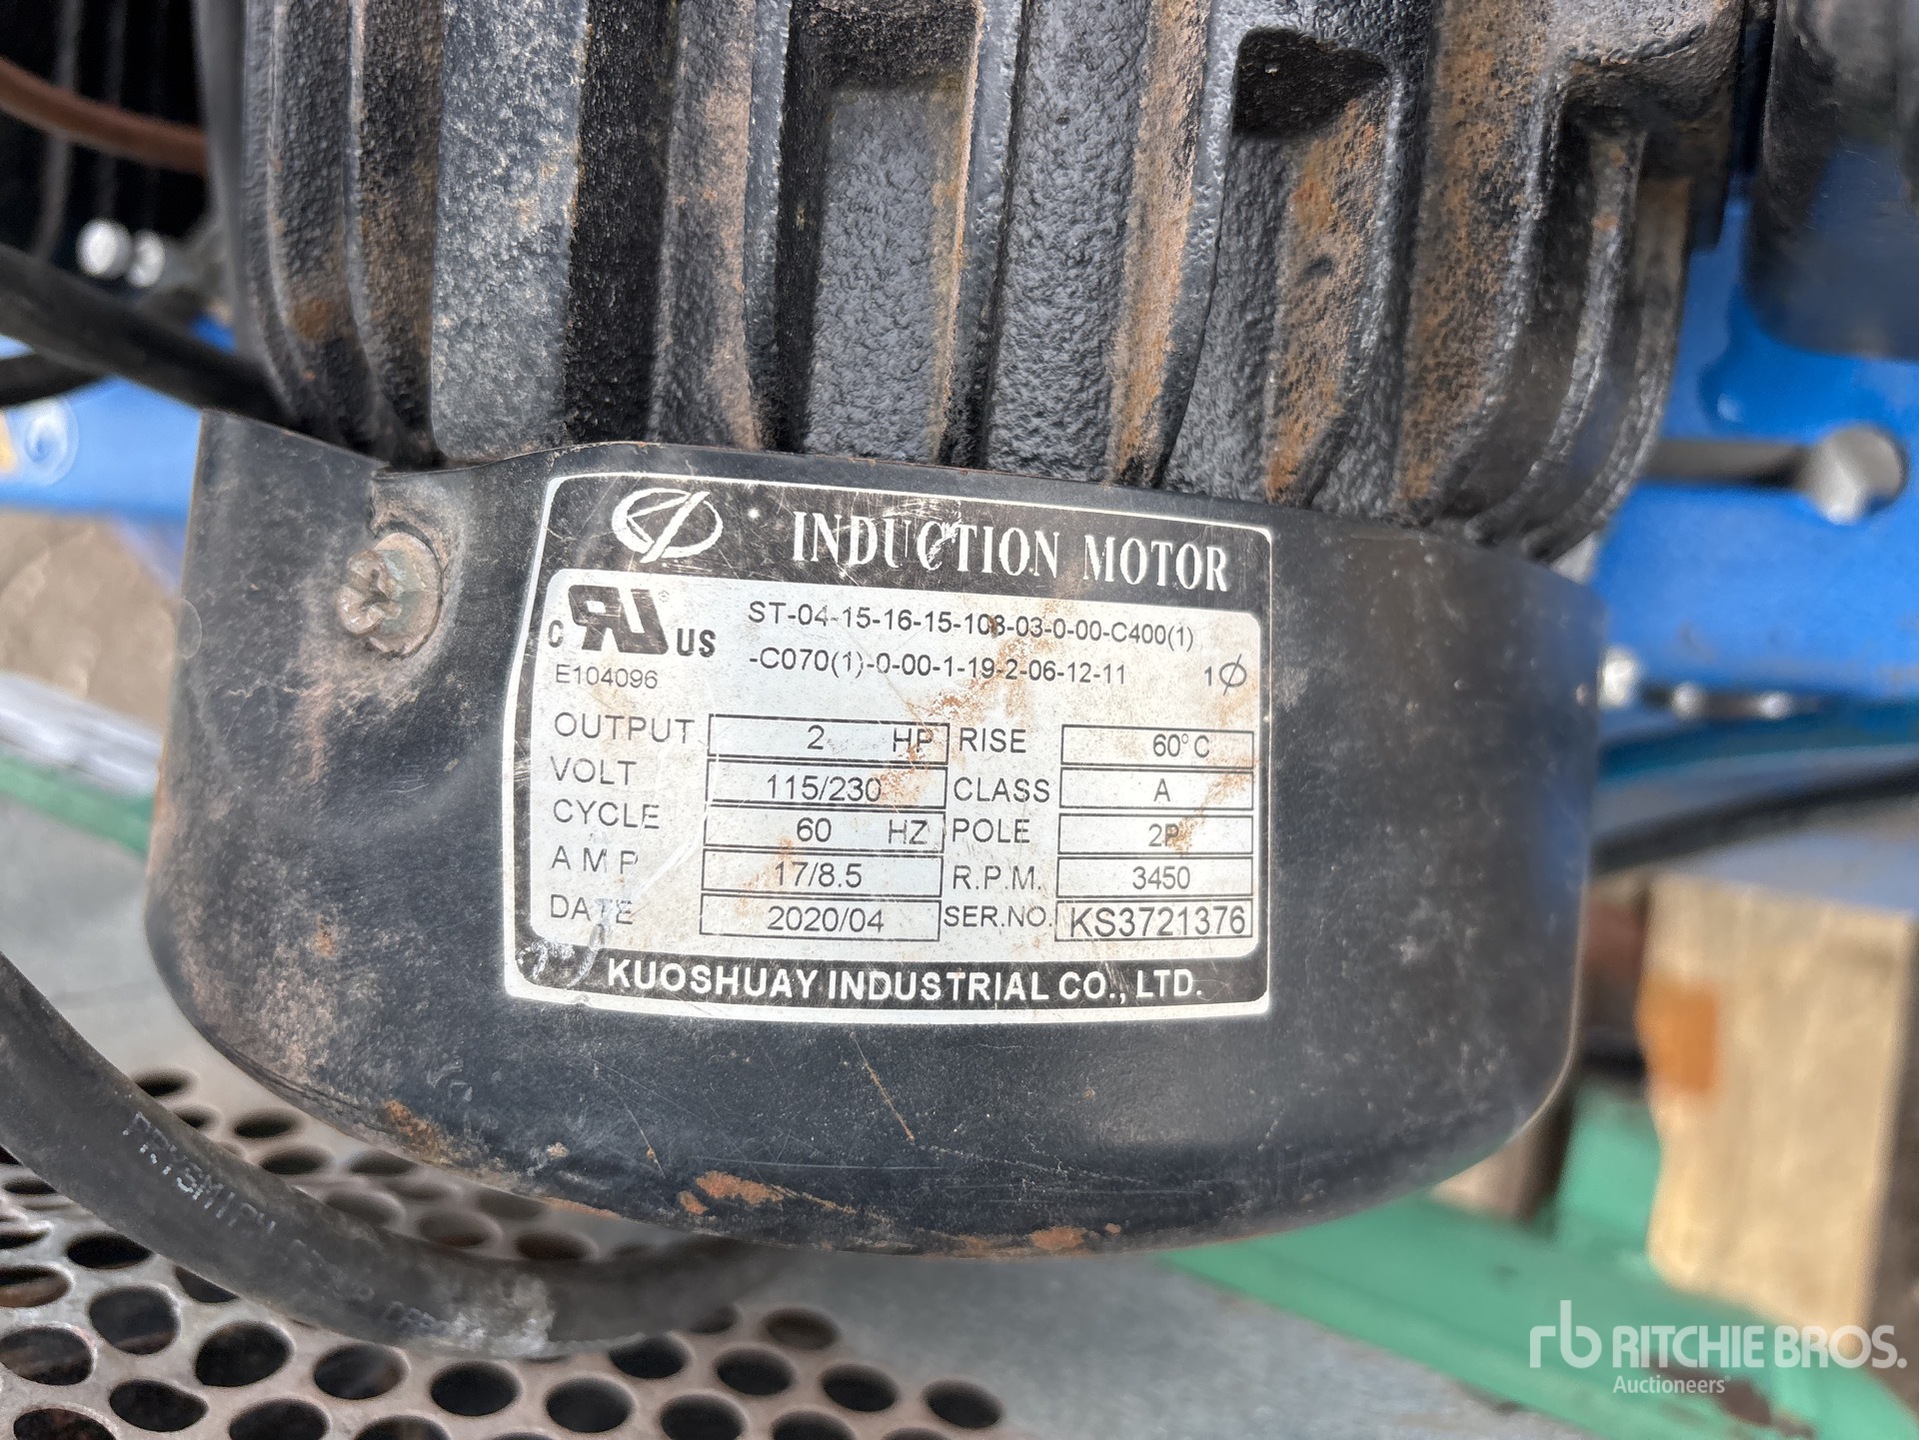 INDUCTION MOTOR
C RU ® US
E104096
ST-04-15-16-15-108-03-0-00-C400(1)
-C070(1)-0-00-1-19-2-06-12-11 1Ø
OUTPUT 2 HP RISE 60°C
VOLT 115/230 CLASS A
CYCLE 60 HZ POLE 2P
AMP 17/8.5 R.P.M. 3450
DATE 2020/04 SER.NO. KS3721376
KUOSHUAY INDUSTRIAL CO., LTD.
rb RITCHIE BROS.
Auctioneers